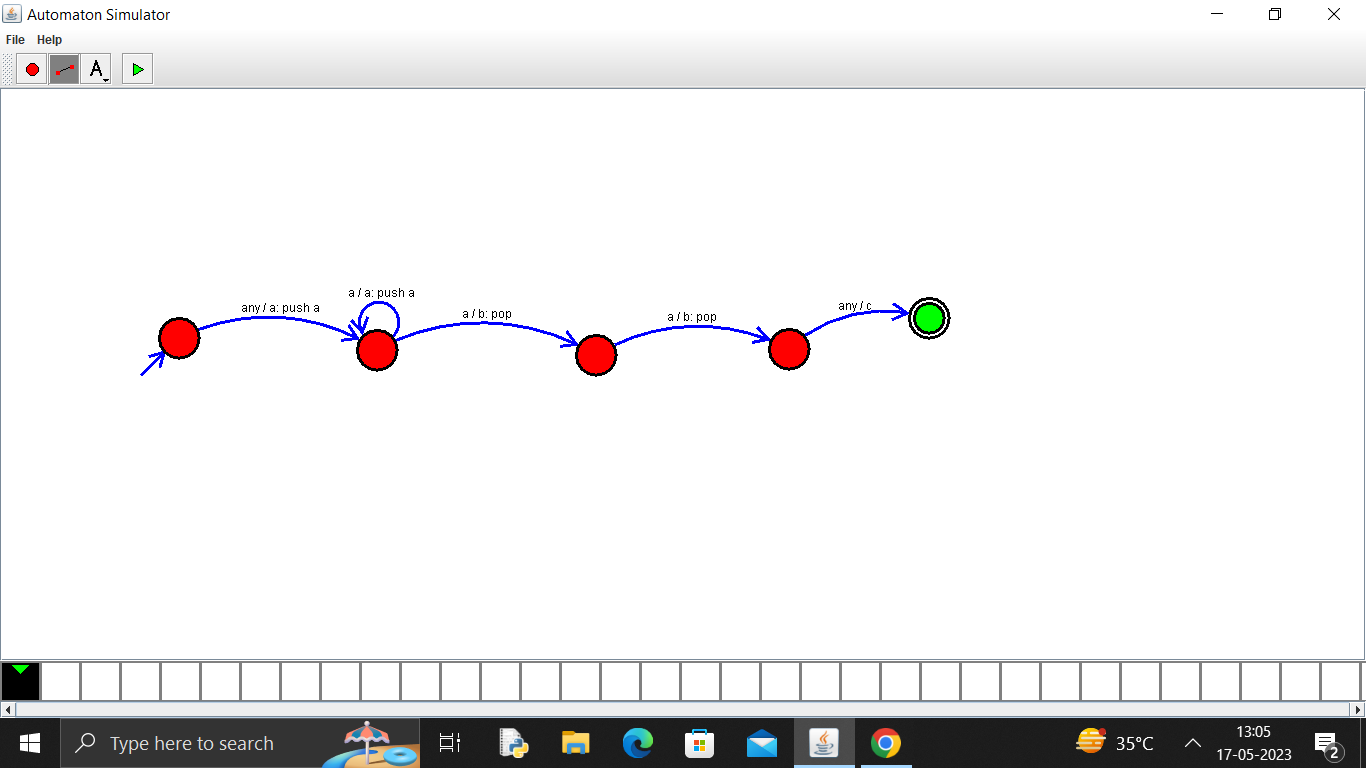 Automaton Simulator
File Help
A
any / a: push a
a / a: push a
a / b: pop
a / b: pop
any / c
Type here to search
35°C
13:05
17-05-2023
2